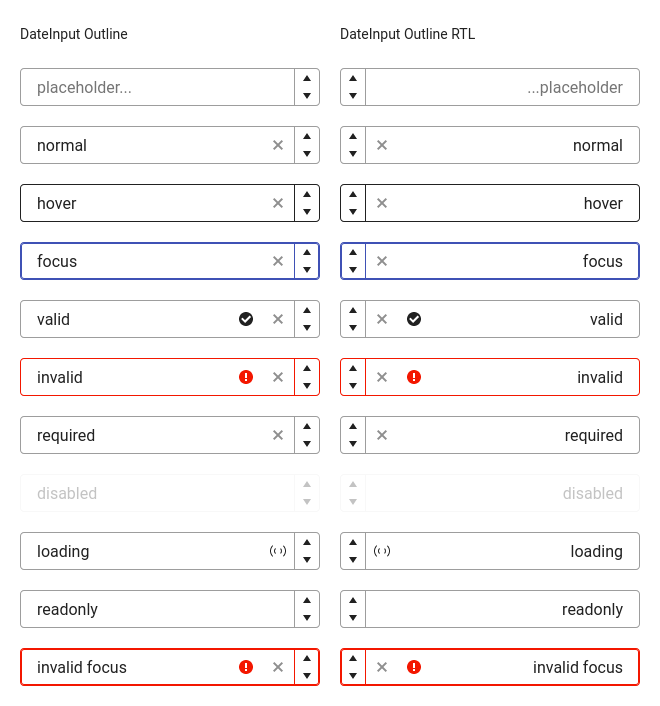 DateInput Outline DateInput Outline RTL
placeholder... ...placeholder
normal normal
hover hover
focus focus
valid valid
invalid invalid
required required
disabled disabled
loading loading
readonly readonly
invalid focus invalid focus